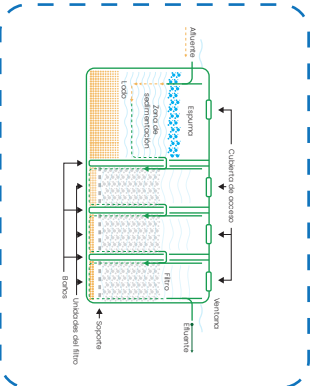 Afluente
Espuma
Zona de
sedimentación
Lodo
Cubierta de acceso
Filtro
Ventana
Efluente
Soporte
Unidades del filtro
Baños